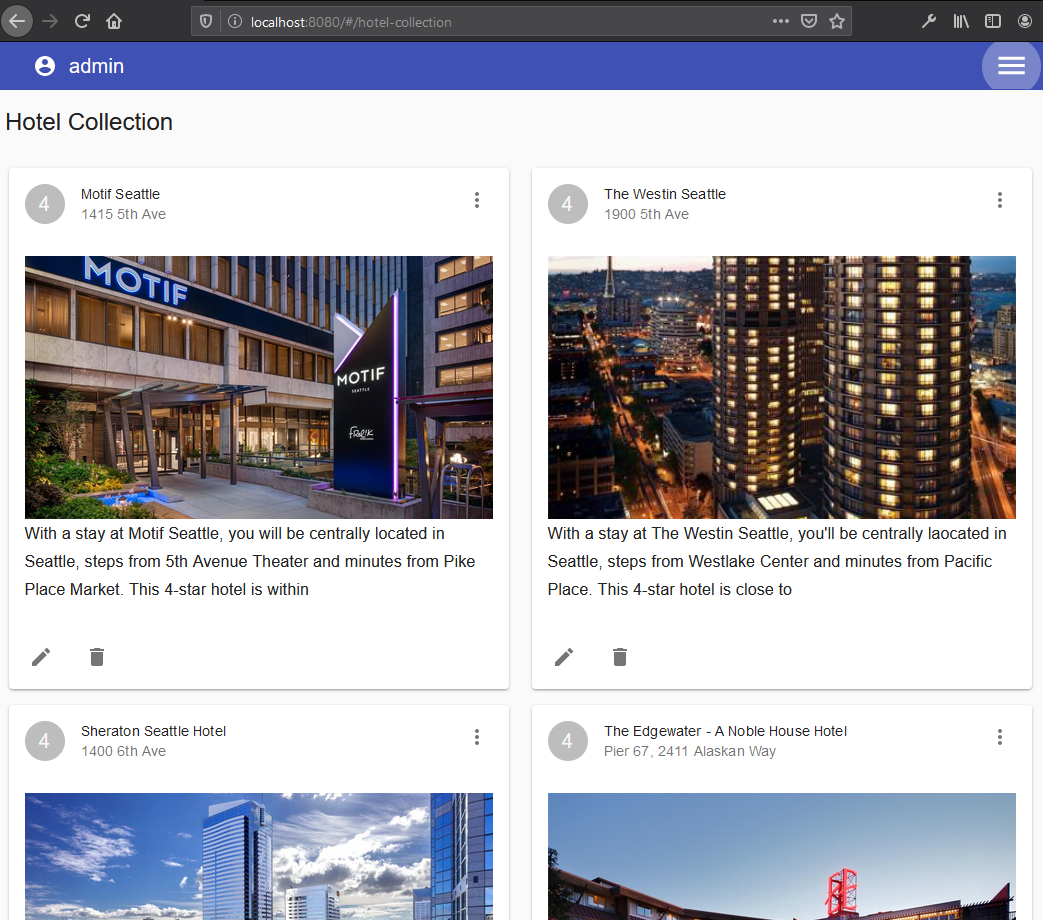 localhost:8080/#/hotel-collection
admin
Hotel Collection
4
Motif Seattle
1415 5th Ave
MOTIF
MOTIF
SEATTLE
With a stay at Motif Seattle, you will be centrally located in
Seattle, steps from 5th Avenue Theater and minutes from Pike
Place Market. This 4-star hotel is within
4
The Westin Seattle
1900 5th Ave
With a stay at The Westin Seattle, you'll be centrally laocated in
Seattle, steps from Westlake Center and minutes from Pacific
Place. This 4-star hotel is close to
4
Sheraton Seattle Hotel
1400 6th Ave
4
The Edgewater - A Noble House Hotel
Pier 67, 2411 Alaskan Way